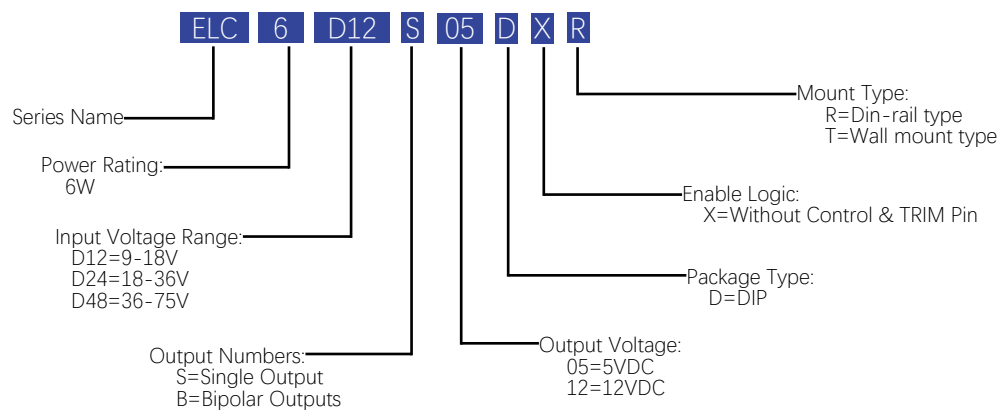 ELC 6 D12 S 05 D X R
Series Name
Power Rating:
6W
Input Voltage Range:
D12=9-18V
D24=18-36V
D48=36-75V
Output Numbers:
S=Single Output
B=Bipolar Outputs
Mount Type:
R=Din-rail type
T=Wall mount type
Enable Logic:
X=Without Control & TRIM Pin
Package Type:
D=DIP
Output Voltage:
05=5VDC
12=12VDC